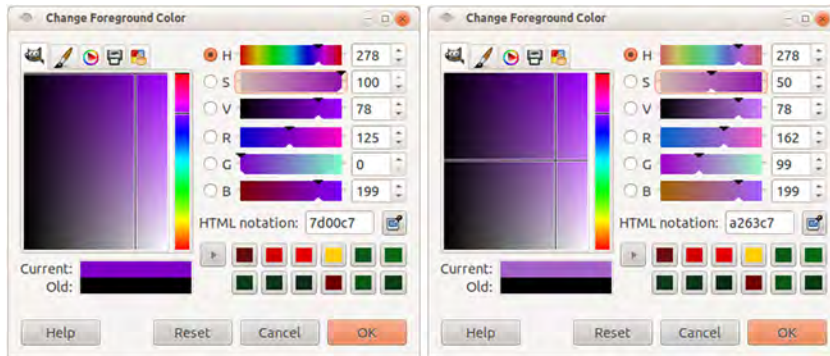 Change Foreground Color
H 278
S 100
V 78
R 125
G 0
B 199
HTML notation: 7d00c7
Current:
Old:
Help Reset Cancel OK
Change Foreground Color
H 278
S 50
V 78
R 162
G 99
B 199
HTML notation: a263c7
Current:
Old:
Help Reset Cancel OK